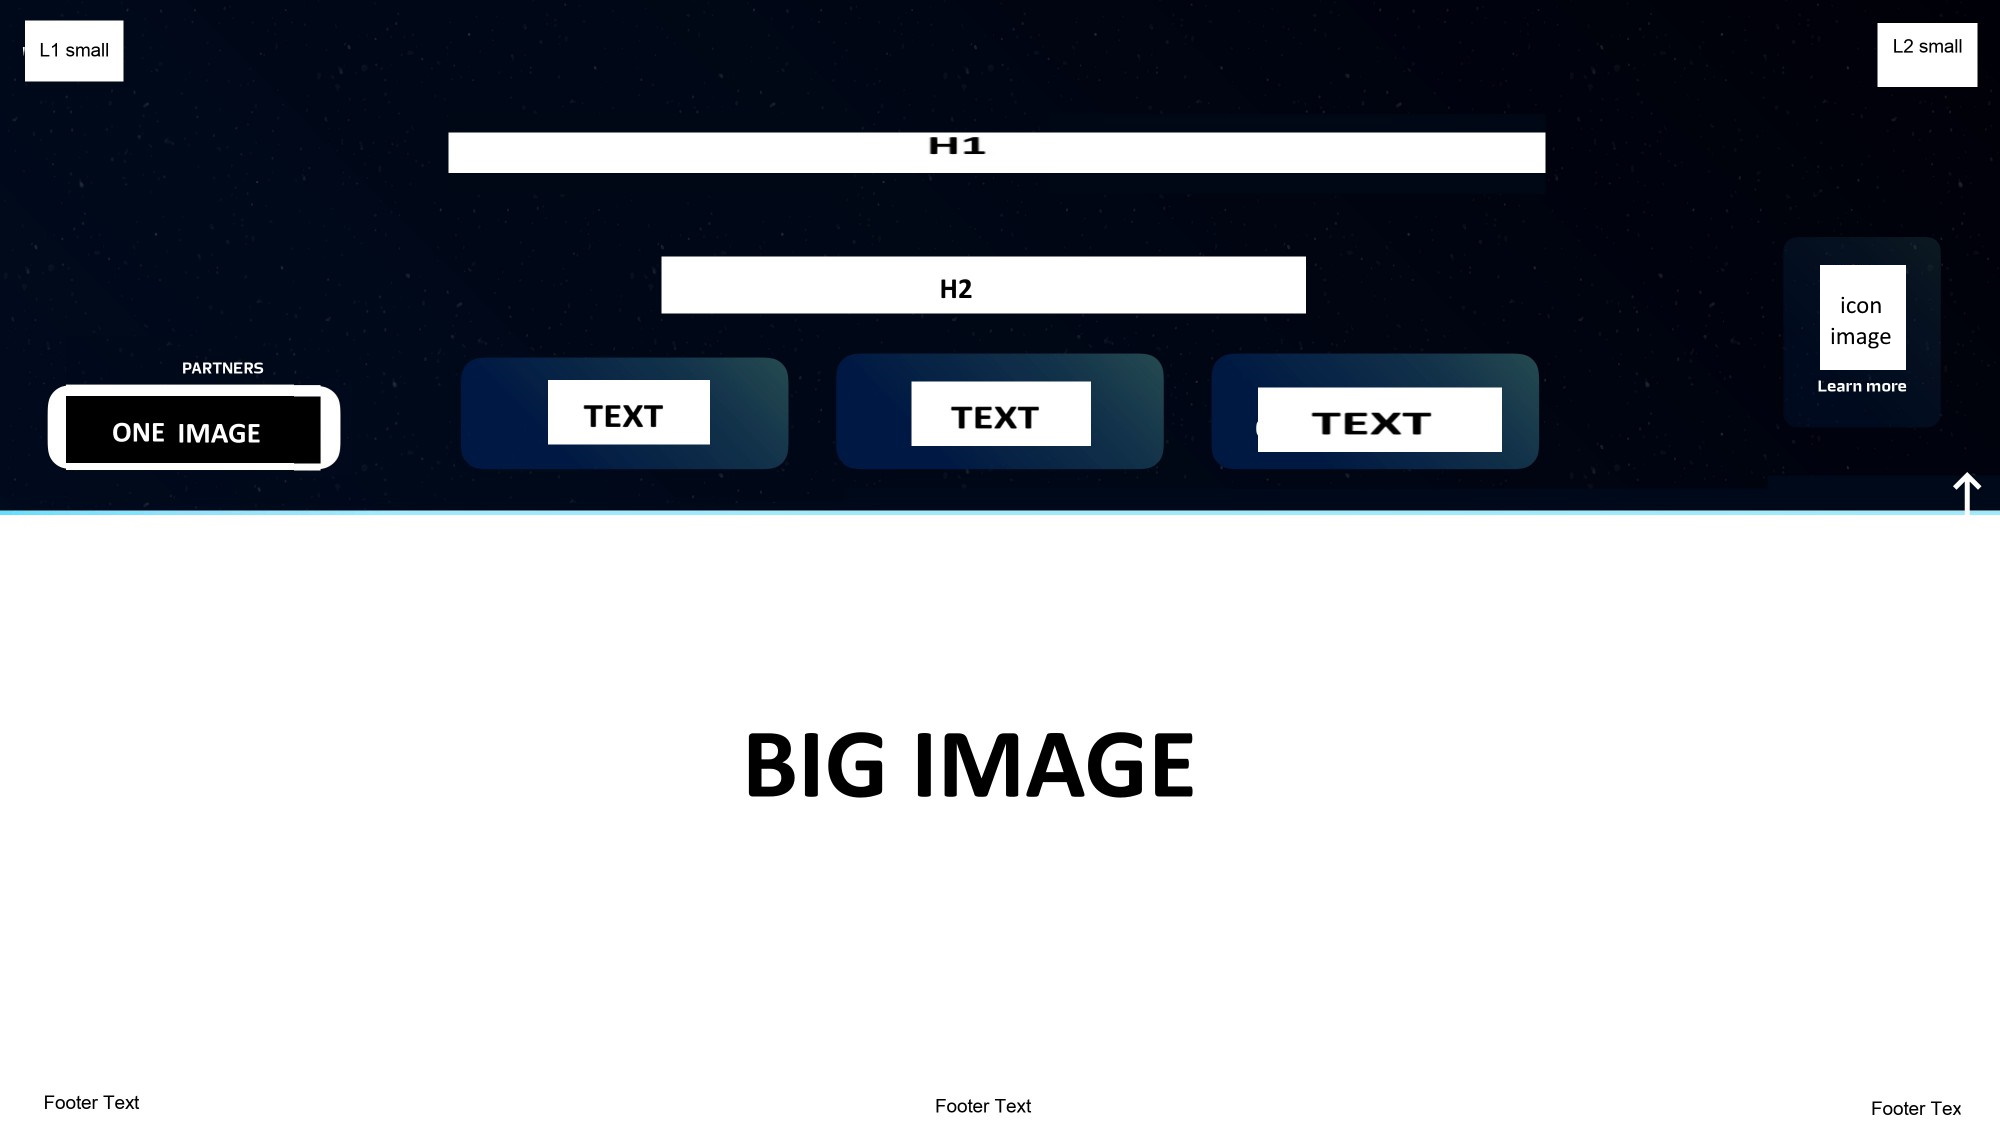 L1 small
L2 small
H1
H2
icon
image
Learn more
PARTNERS
ONE IMAGE
TEXT
TEXT
TEXT
BIG IMAGE
Footer Text
Footer Text
Footer Tex